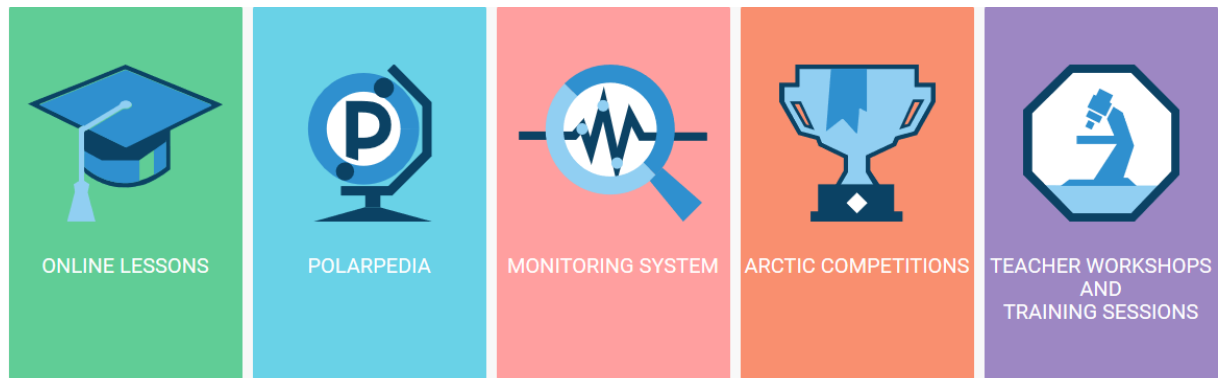 P
ONLINE LESSONS
POLARPEDIA
MONITORING SYSTEM
ARCTIC COMPETITIONS
TEACHER WORKSHOPS
AND
TRAINING SESSIONS